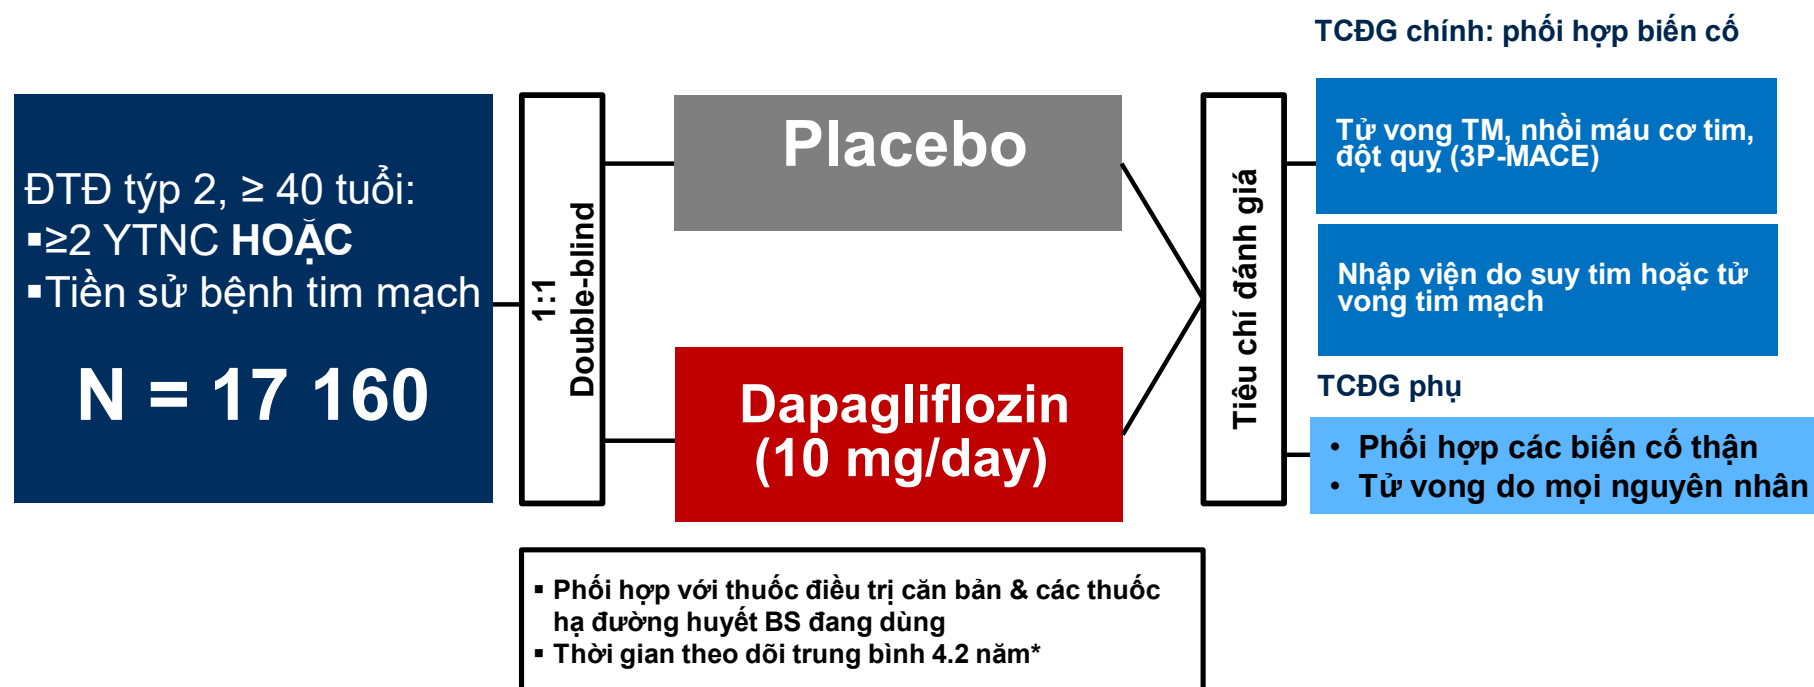 TCĐG chính: phối hợp biến cố
ĐTĐ týp 2, ≥ 40 tuổi:
▪≥2 YTNC HOẶC
▪Tiền sử bệnh tim mạch
N = 17 160
1:1
Double-blind
Placebo
Dapagliflozin
(10 mg/day)
Tiêu chí đánh giá
Tử vong TM, nhồi máu cơ tim,
đột quỵ (3P-MACE)
Nhập viện do suy tim hoặc tử
vong tim mạch
TCĐG phụ
• Phối hợp các biến cố thận
• Tử vong do mọi nguyên nhân
▪ Phối hợp với thuốc điều trị căn bản & các thuốc
hạ đường huyết BS đang dùng
▪ Thời gian theo dõi trung bình 4.2 năm*